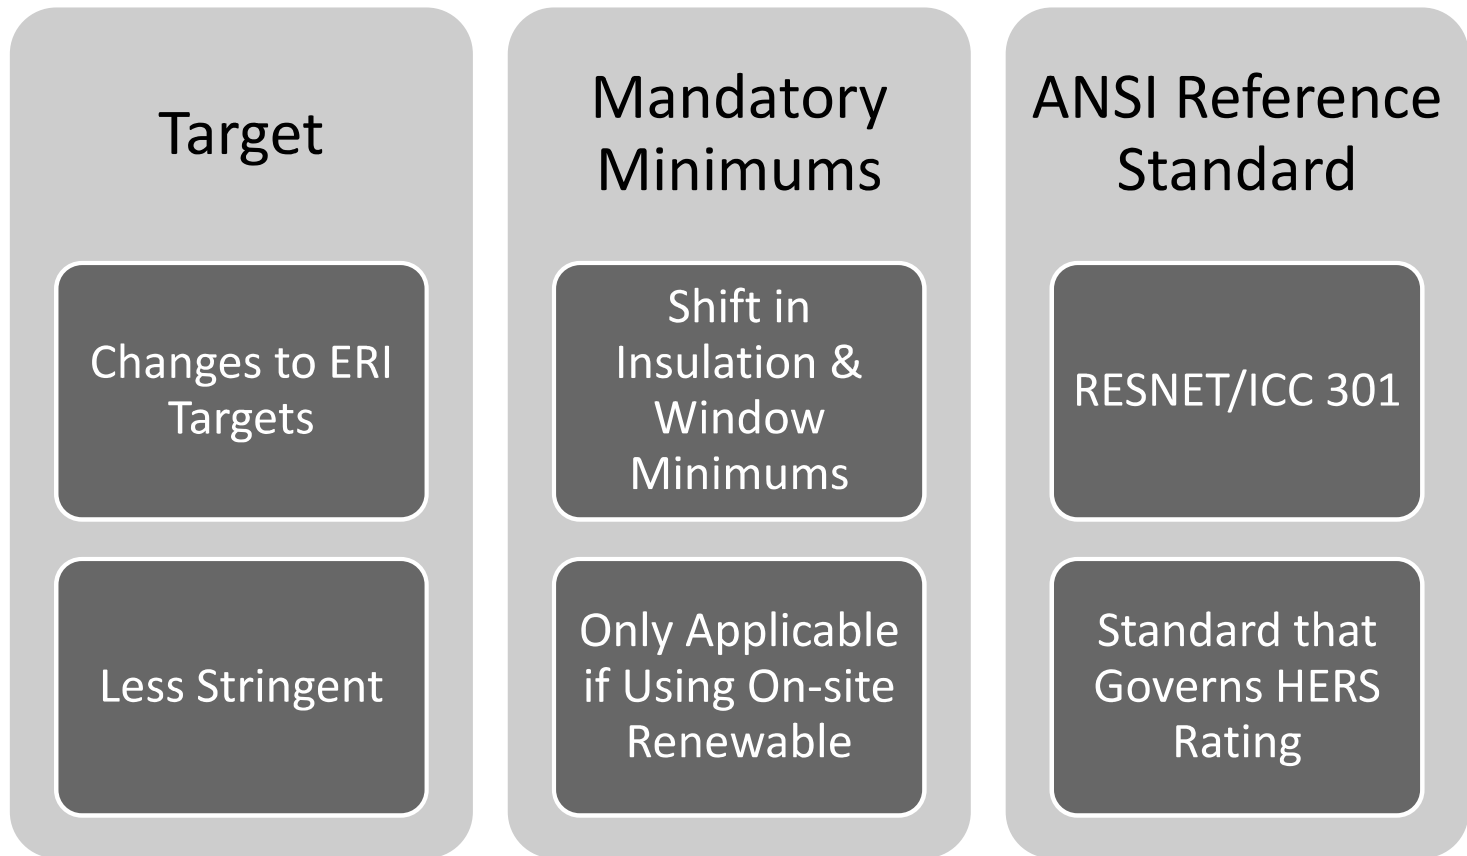 Target
Changes to ERI
Targets
Less Stringent
Mandatory
Minimums
Shift in
Insulation &
Window
Minimums
Only Applicable
if Using On-site
Renewable
ANSI Reference
Standard
RESNET/ICC 301
Standard that
Governs HERS
Rating